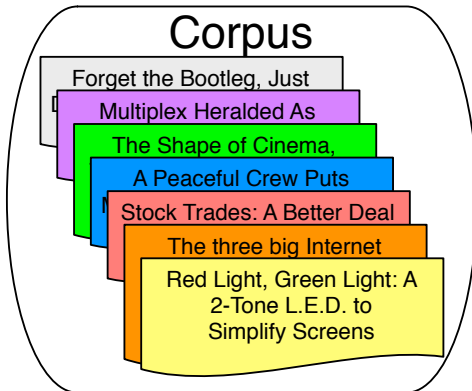 Corpus
Forget the Bootleg, Just
Multiplex Heralded As
The Shape of Cinema,
A Peaceful Crew Puts
Stock Trades: A Better Deal
The three big Internet
Red Light, Green Light: A
2-Tone L.E.D. to
Simplify Screens